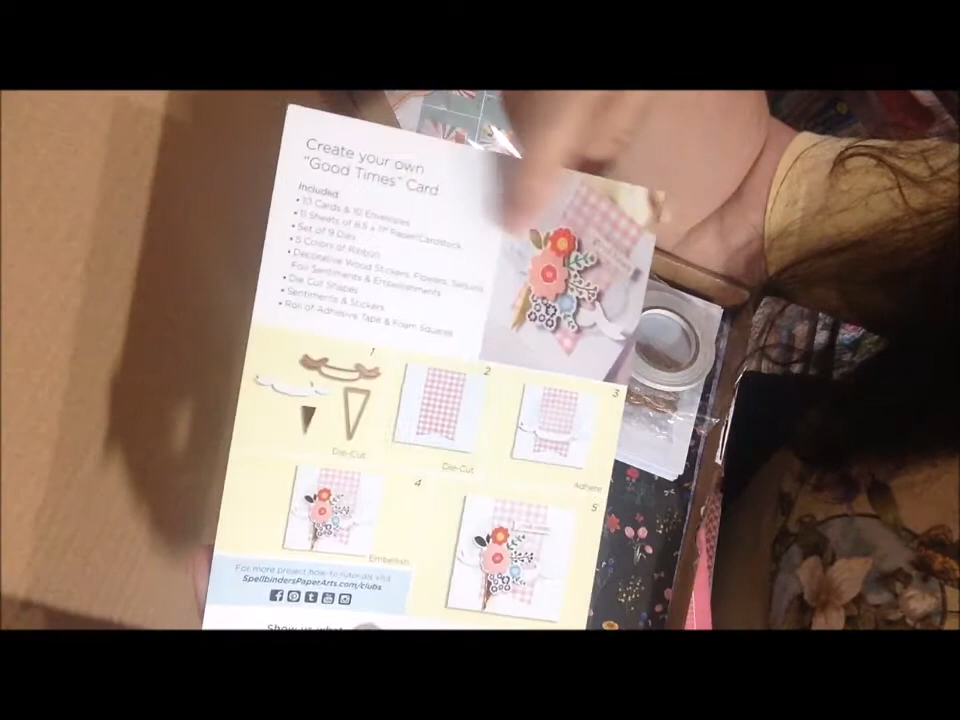 Create your own
"Good Times" Card
Included
• 10 Cards & 10 Envelopes
• 11 Sheets of 8.5 x 11" Paper/Cardstock
• Set of 9 Dies
• 5 Colors of Ribbon
• Decorative Wood Stickers, Flowers, Sequins,
Foil Sentiments & Embellishments
• Die Cut Shapes
• Sentiments & Stickers
• Roll of Adhesive Tape & Foam Squares
1
2
3
Die-Cut
Die-Cut
Adhere
4
5
Embellish
For more project how-to tutorials visit
SpellbindersPaperArts.com/clubs
Show us what